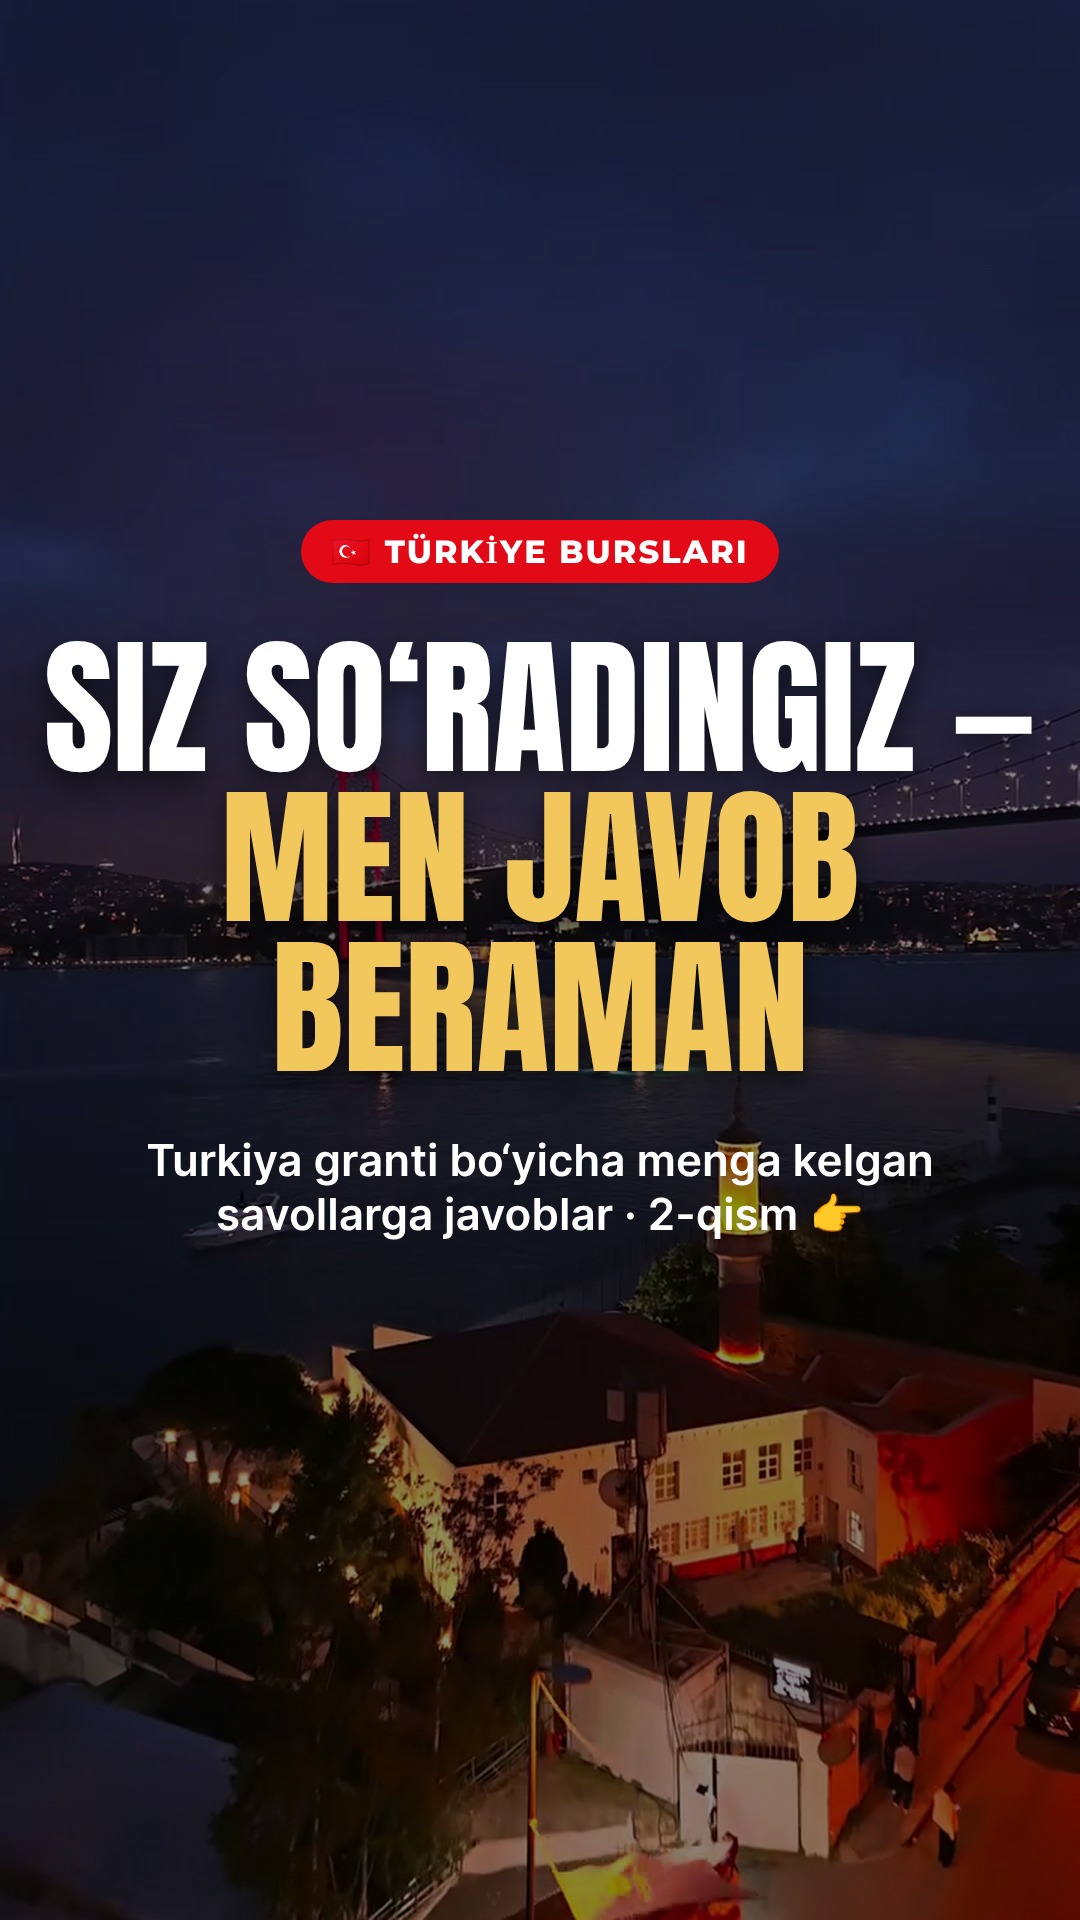 🇹🇷 TÜRKİYE BURSLARI
SIZ SO‘RADINGIZ –
MEN JAVOB
BERAMAN
Turkiya granti bo‘yicha menga kelgan
savollarga javoblar · 2-qism 👉